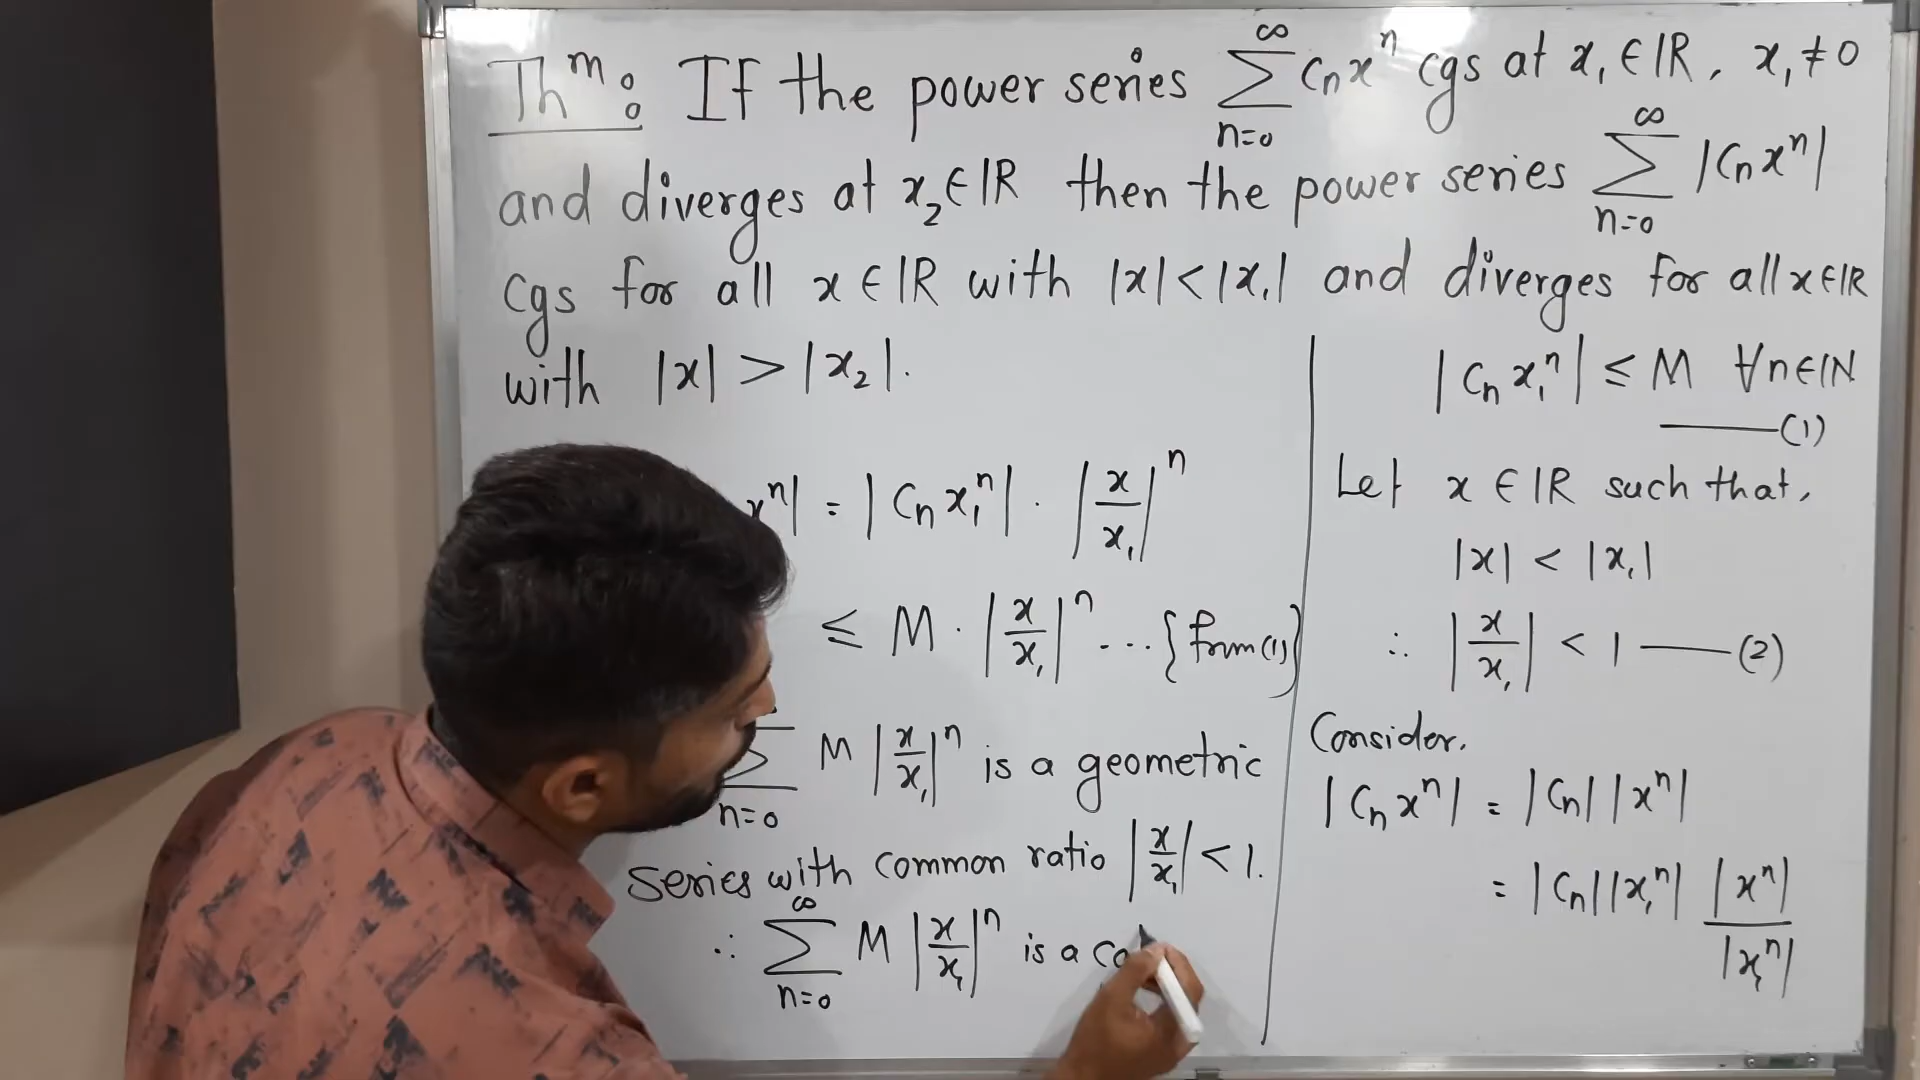 Thm: If the power series ∑_{n=0}^{∞} Cₙxⁿ cgs at x₁∈ℝ, x₁≠0
and diverges at x₂∈ℝ then the power series ∑_{n=0}^{∞} |Cₙxⁿ|
cgs for all x∈ℝ with |x|<|x₁| and diverges for all x∈ℝ
with |x| > |x₂|.
xⁿ| = |Cₙx₁ⁿ| · |x/x₁|ⁿ
≤ M · |x/x₁|ⁿ ... {from (1)}
∑_{n=0} M |x/x₁|ⁿ is a geometric
series with common ratio |x/x₁| < 1.
∴ ∑_{n=0}^{∞} M |x/x₁|ⁿ is a
|Cₙx₁ⁿ| ≤ M ∀n∈ℕ
——(1)
Let x∈ℝ such that,
|x| < |x₁|
∴ |x/x₁| < 1 ——(2)
Consider,
|Cₙxⁿ| = |Cₙ| |xⁿ|
= |Cₙ| |x₁ⁿ| |xⁿ|/|x₁ⁿ|